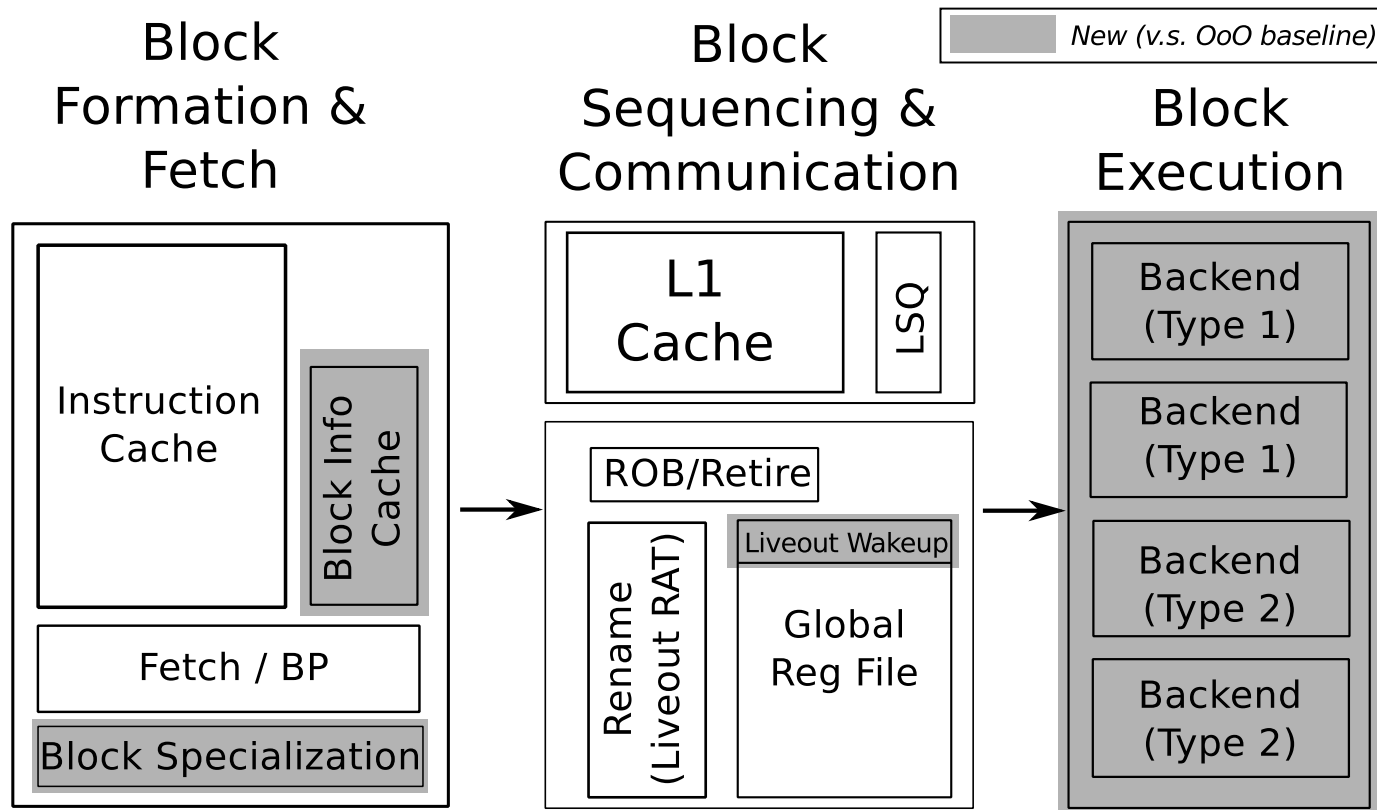 Block
Formation &
Fetch
Block
Sequencing &
Communication
New (v.s. OoO baseline)
Block
Execution
Instruction
Cache
Block Info
Cache
Fetch / BP
Block Specialization
L1
Cache
LSQ
ROB/Retire
Rename
(Liveout RAT)
Liveout Wakeup
Global
Reg File
Backend
(Type 1)
Backend
(Type 1)
Backend
(Type 2)
Backend
(Type 2)